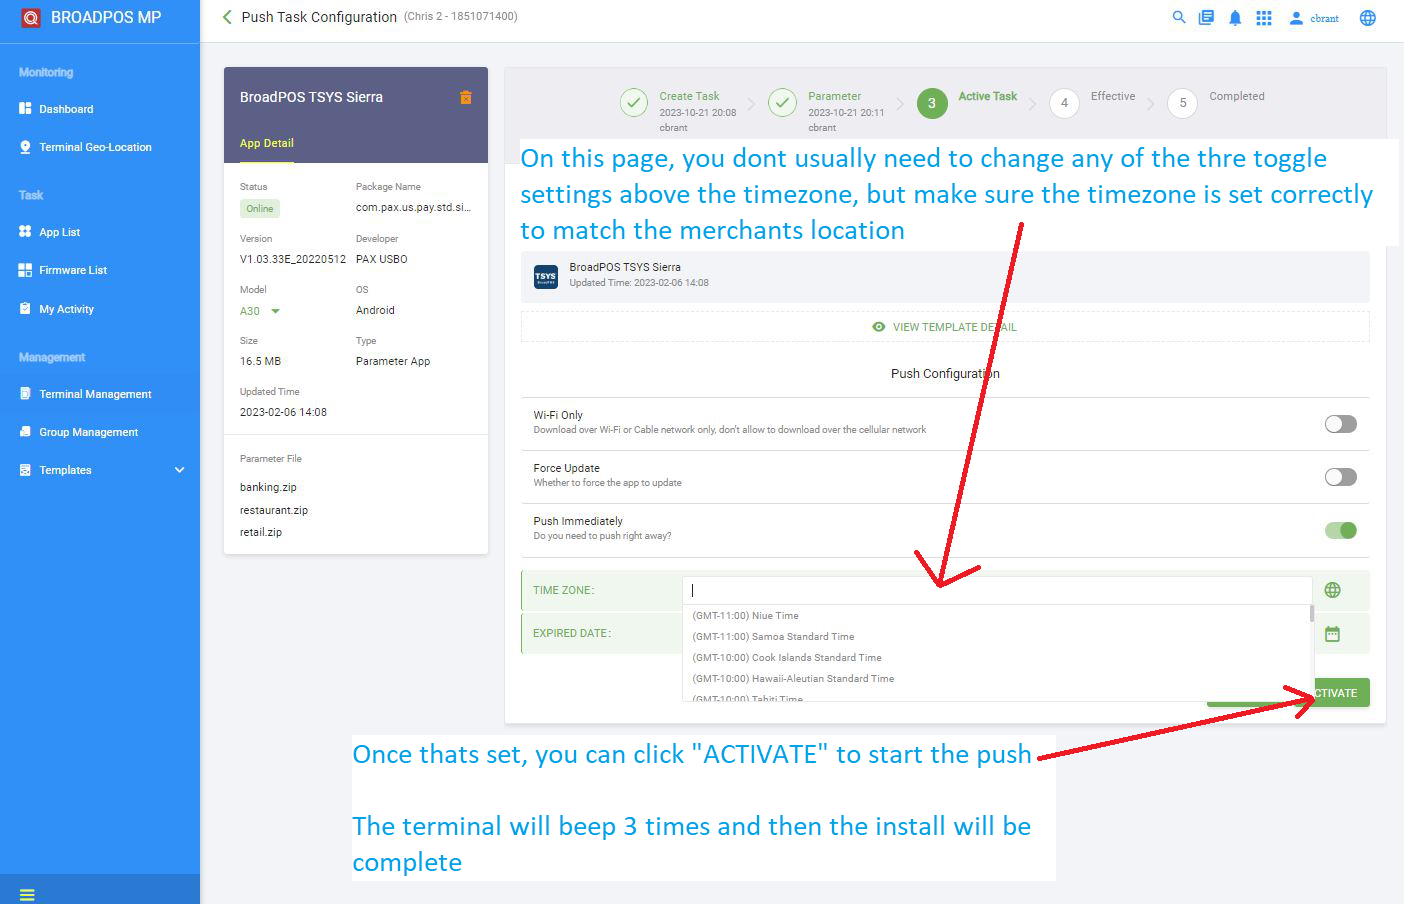 BROADPOS MP
Push Task Configuration (Chris 2 - 1851071400)
cbrant
Monitoring
Dashboard
Terminal Geo-Location
Task
App List
Firmware List
My Activity
Management
Terminal Management
Group Management
Templates
BroadPOS TSYS Sierra
App Detail
Status
Package Name
Online
com.pax.us.pay.std.si...
Version
Developer
V1.03.33E_20220512
PAX USBO
Model
OS
A30
Android
Size
Type
16.5 MB
Parameter App
Updated Time
2023-02-06 14:08
Parameter File
banking.zip
restaurant.zip
retail.zip
Create Task
2023-10-21 20:08
cbrant
Parameter
2023-10-21 20:11
cbrant
3
Active Task
4
Effective
5
Completed
On this page, you dont usually need to change any of the thre toggle
settings above the timezone, but make sure the timezone is set correctly
to match the merchants location
TSYS
BroadPOS TSYS Sierra
Updated Time: 2023-02-06 14:08
VIEW TEMPLATE DETAIL
Push Configuration
Wi-Fi Only
Download over Wi-Fi or Cable network only, don't allow to download over the cellular network
Force Update
Whether to force the app to update
Push Immediately
Do you need to push right away?
TIME ZONE:
(GMT-11:00) Niue Time
(GMT-11:00) Samoa Standard Time
EXPIRED DATE:
(GMT-10:00) Cook Islands Standard Time
(GMT-10:00) Hawaii-Aleutian Standard Time
(GMT-10:00) Tahiti Time
CTIVATE
Once thats set, you can click "ACTIVATE" to start the push
The terminal will beep 3 times and then the install will be
complete